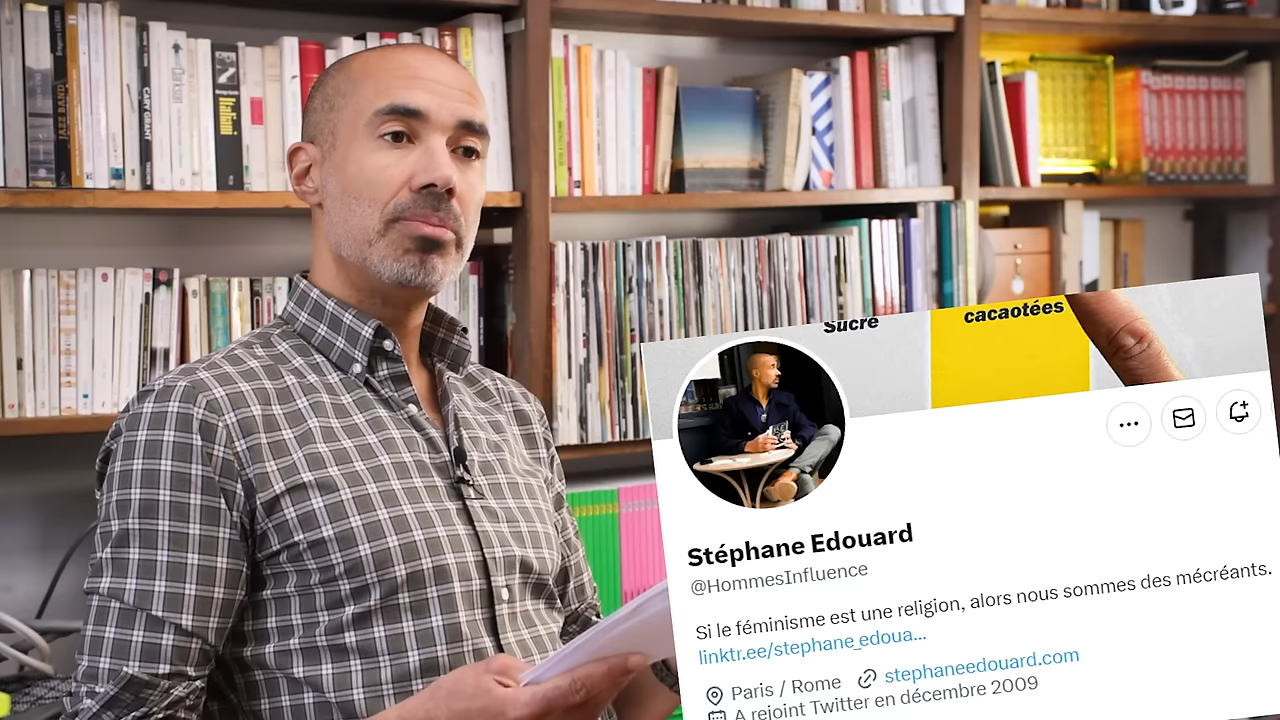 JAZZ BAND
CARY GRANT
Italiani
Sucre
cacaotées
Stéphane Edouard
@HommesInfluence
Si le féminisme est une religion, alors nous sommes des mécréants.
linktr.ee/stephane_edoua...
Paris / Rome stephaneedouard.com
A rejoint Twitter en décembre 2009